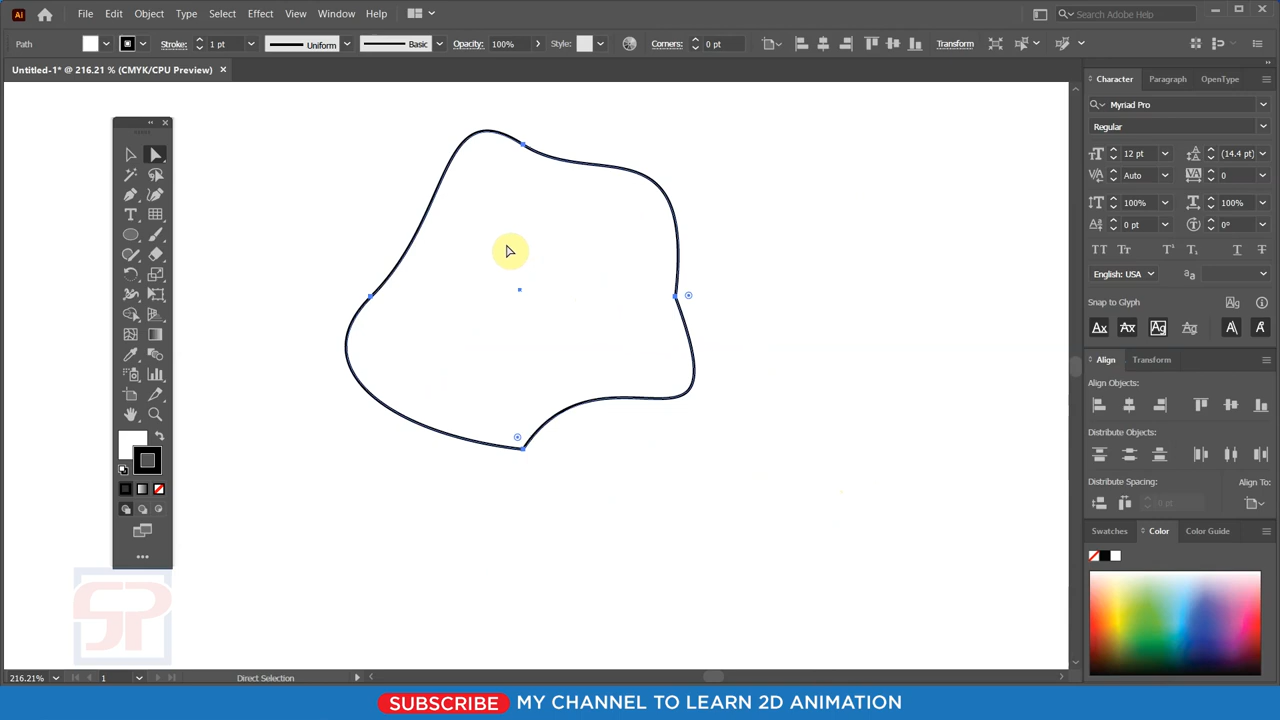 Ai File Edit Object Type Select Effect View Window Help Search Adobe Help
Path Stroke: 1 pt Uniform Basic Opacity: 100% Style: Corners: 0 pt Transform
Untitled-1* @ 216.21 % (CMYK/CPU Preview)
Character Paragraph OpenType
Myriad Pro
Regular
12 pt (14.4 pt)
Auto 0
100% 100%
0 pt 0°
English: USA
Snap to Glyph
Align Transform
Align Objects:
Distribute Objects:
Distribute Spacing: Align To:
0 pt
Swatches Color Color Guide
SP
216.21% 1 Direct Selection
SUBSCRIBE MY CHANNEL TO LEARN 2D ANIMATION